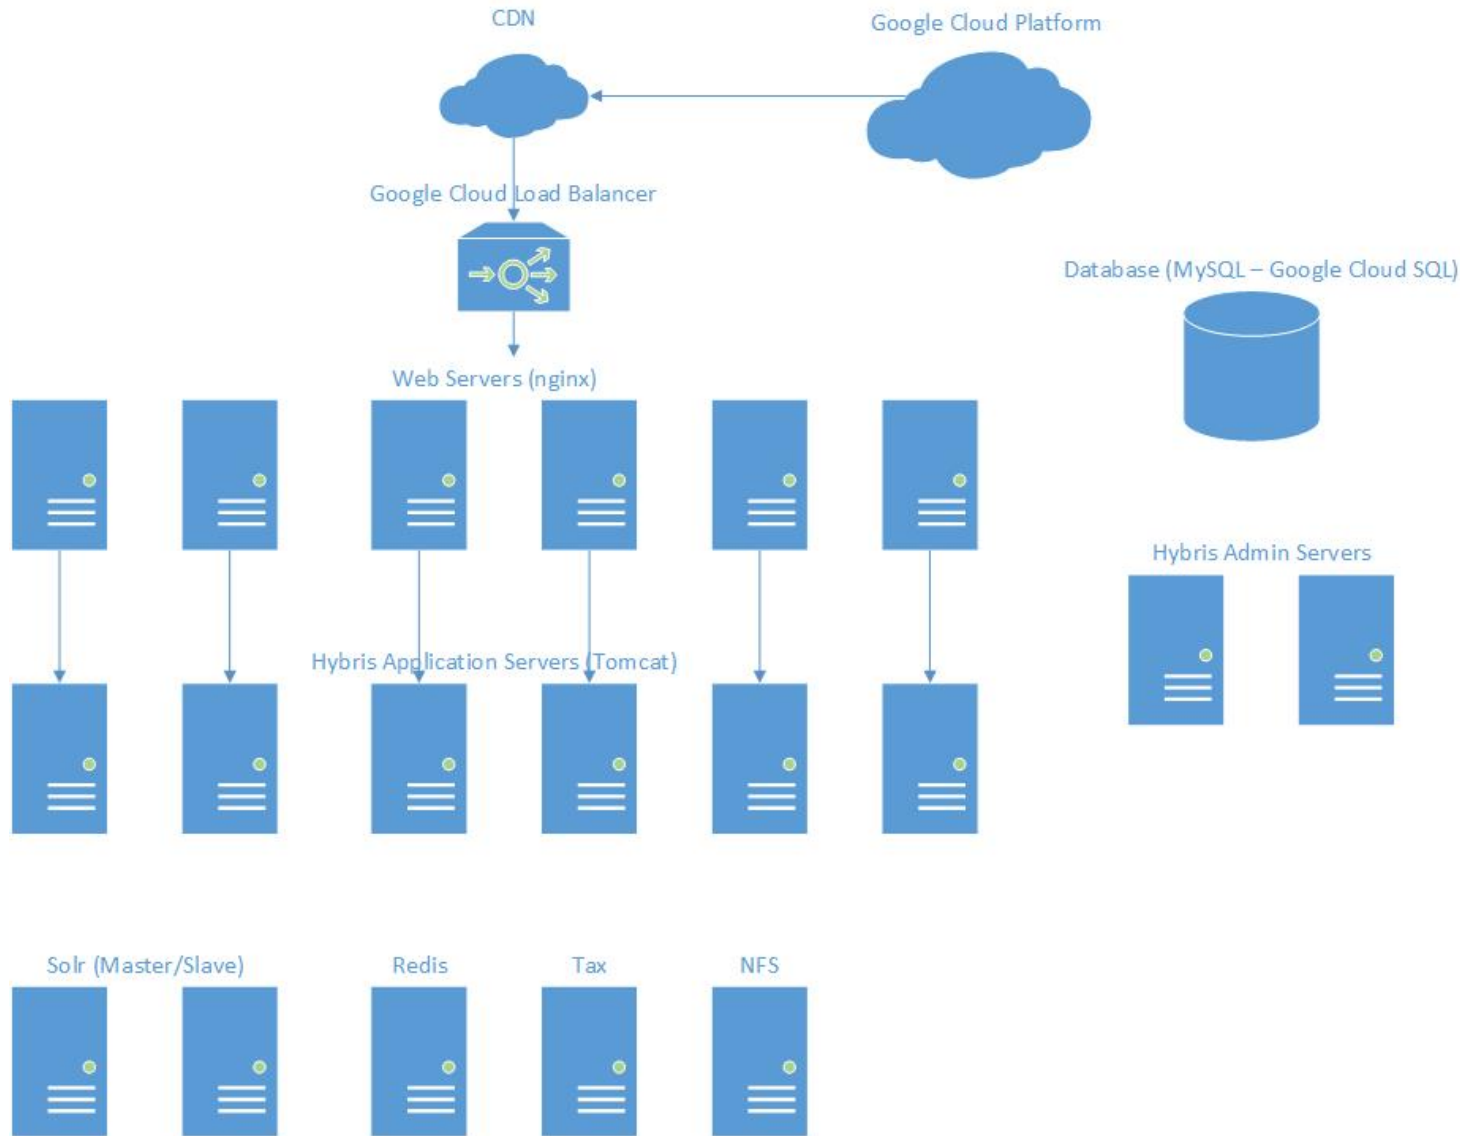 CDN
Google Cloud Platform
Google Cloud Load Balancer
Database (MySQL – Google Cloud SQL)
Web Servers (nginx)
Hybris Admin Servers
Hybris Application Servers (Tomcat)
Solr (Master/Slave)
Redis
Tax
NFS